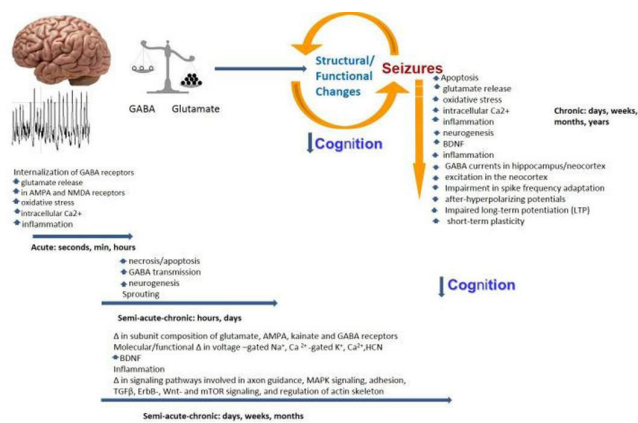 GABA Glutamate
Structural/
Functional
Changes
Seizures
Cognition
Apoptosis
glutamate release
oxidative stress
intracellular Ca2+
inflammation
neurogenesis
BDNF
inflammation
GABA currents in hippocampus/neocortex
excitation in the neocortex
Impairment in spike frequency adaptation
after-hyperpolarizing potentials
Impaired long-term potentiation (LTP)
short-term plasticity
Chronic: days, weeks,
months, years
Internalization of GABA receptors
glutamate release
in AMPA and NMDA receptors
oxidative stress
intracellular Ca2+
inflammation
Acute: seconds, min, hours
necrosis/apoptosis
GABA transmission
neurogenesis
Sprouting
Semi-acute-chronic: hours, days
Cognition
Δ in subunit composition of glutamate, AMPA, kainate and GABA receptors
Molecular/functional Δ in voltage –gated Na⁺, Ca ²⁺ -gated K⁺, Ca²⁺,HCN
BDNF
Inflammation
Δ in signaling pathways involved in axon guidance, MAPK signaling, adhesion,
TGFβ, ErbB-, Wnt- and mTOR signaling, and regulation of actin skeleton
Semi-acute-chronic: days, weeks, months